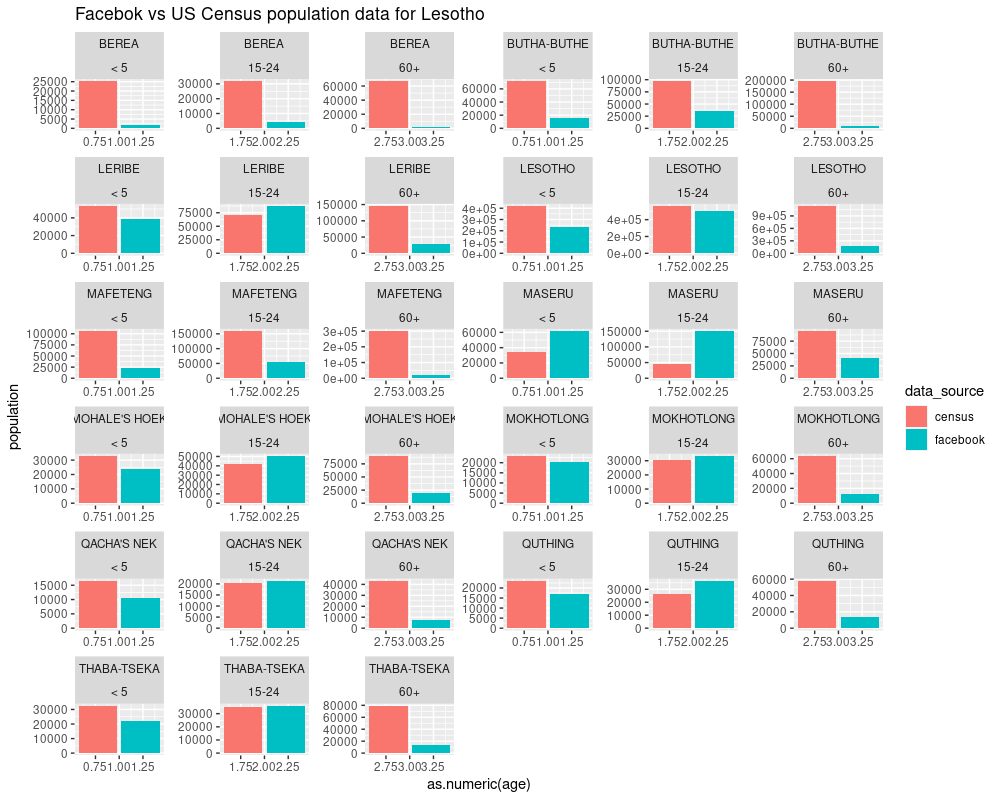 Facebok vs US Census population data for Lesotho
BEREA BEREA BEREA BUTHA-BUTHE BUTHA-BUTHE BUTHA-BUTHE
< 5 15-24 60+ < 5 15-24 60+
25000 20000 15000 10000 5000 0
30000 20000 10000 0
60000 40000 20000 0
60000 40000 20000 0
100000 75000 50000 25000 0
200000 150000 100000 50000 0
0.751.001.25 1.752.002.25 2.753.003.25 0.751.001.25 1.752.002.25 2.753.003.25
LERIBE LERIBE LERIBE LESOTHO LESOTHO LESOTHO
< 5 15-24 60+ < 5 15-24 60+
40000 20000 0
75000 50000 25000 0
150000 100000 50000 0
4e+05 3e+05 2e+05 1e+05 0e+00
4e+05 2e+05 0e+00
9e+05 6e+05 3e+05 0e+00
0.751.001.25 1.752.002.25 2.753.003.25 0.751.001.25 1.752.002.25 2.753.003.25
MAFETENG MAFETENG MAFETENG MASERU MASERU MASERU
< 5 15-24 60+ < 5 15-24 60+
100000 75000 50000 25000 0
150000 100000 50000 0
3e+05 2e+05 1e+05 0e+00
60000 40000 20000 0
150000 100000 50000 0
75000 50000 25000 0
0.751.001.25 1.752.002.25 2.753.003.25 0.751.001.25 1.752.002.25 2.753.003.25
MOHALE'S HOEK MOHALE'S HOEK MOHALE'S HOEK MOKHOTLONG MOKHOTLONG MOKHOTLONG
< 5 15-24 60+ < 5 15-24 60+
30000 20000 10000 0
50000 40000 30000 20000 10000 0
75000 50000 25000 0
20000 15000 10000 5000 0
30000 20000 10000 0
60000 40000 20000 0
0.751.001.25 1.752.002.25 2.753.003.25 0.751.001.25 1.752.002.25 2.753.003.25
QACHA'S NEK QACHA'S NEK QACHA'S NEK QUTHING QUTHING QUTHING
< 5 15-24 60+ < 5 15-24 60+
15000 10000 5000 0
20000 15000 10000 5000 0
40000 30000 20000 10000 0
20000 15000 10000 5000 0
30000 20000 10000 0
60000 40000 20000 0
0.751.001.25 1.752.002.25 2.753.003.25 0.751.001.25 1.752.002.25 2.753.003.25
THABA-TSEKA THABA-TSEKA THABA-TSEKA
< 5 15-24 60+
30000 20000 10000 0
30000 20000 10000 0
80000 60000 40000 20000 0
0.751.001.25 1.752.002.25 2.753.003.25
population
as.numeric(age)
data_source
census
facebook